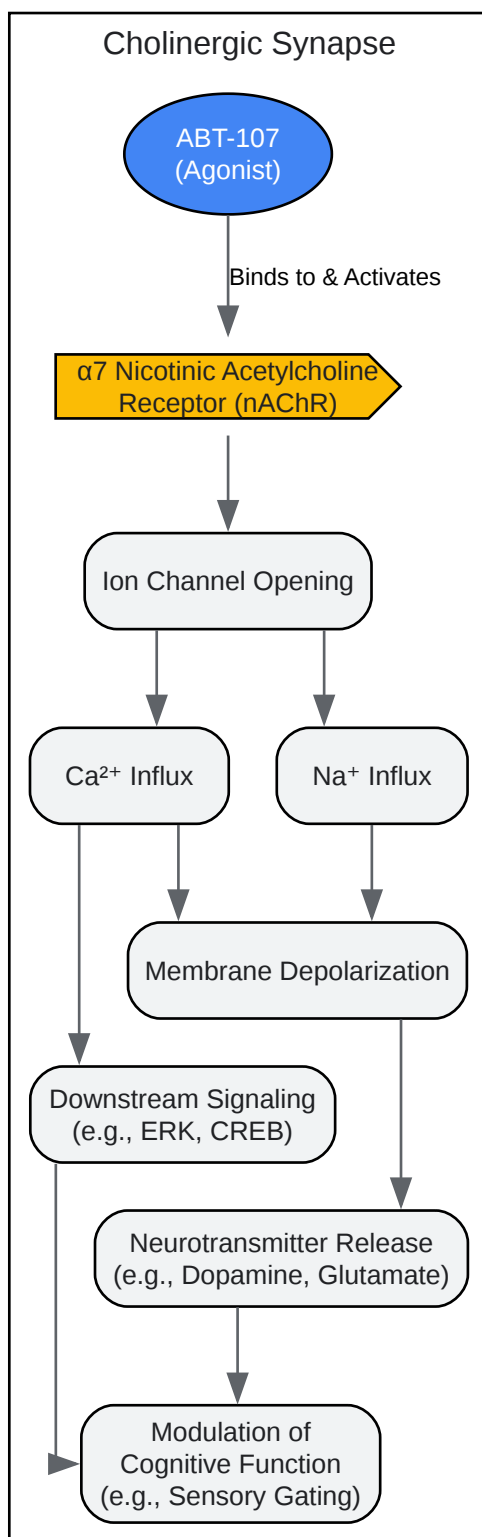 Cholinergic Synapse
ABT-107
(Agonist)
Binds to & Activates
α7 Nicotinic Acetylcholine
Receptor (nAChR)
Ion Channel Opening
Ca²⁺ Influx
Na⁺ Influx
Membrane Depolarization
Downstream Signaling
(e.g., ERK, CREB)
Neurotransmitter Release
(e.g., Dopamine, Glutamate)
Modulation of
Cognitive Function
(e.g., Sensory Gating)